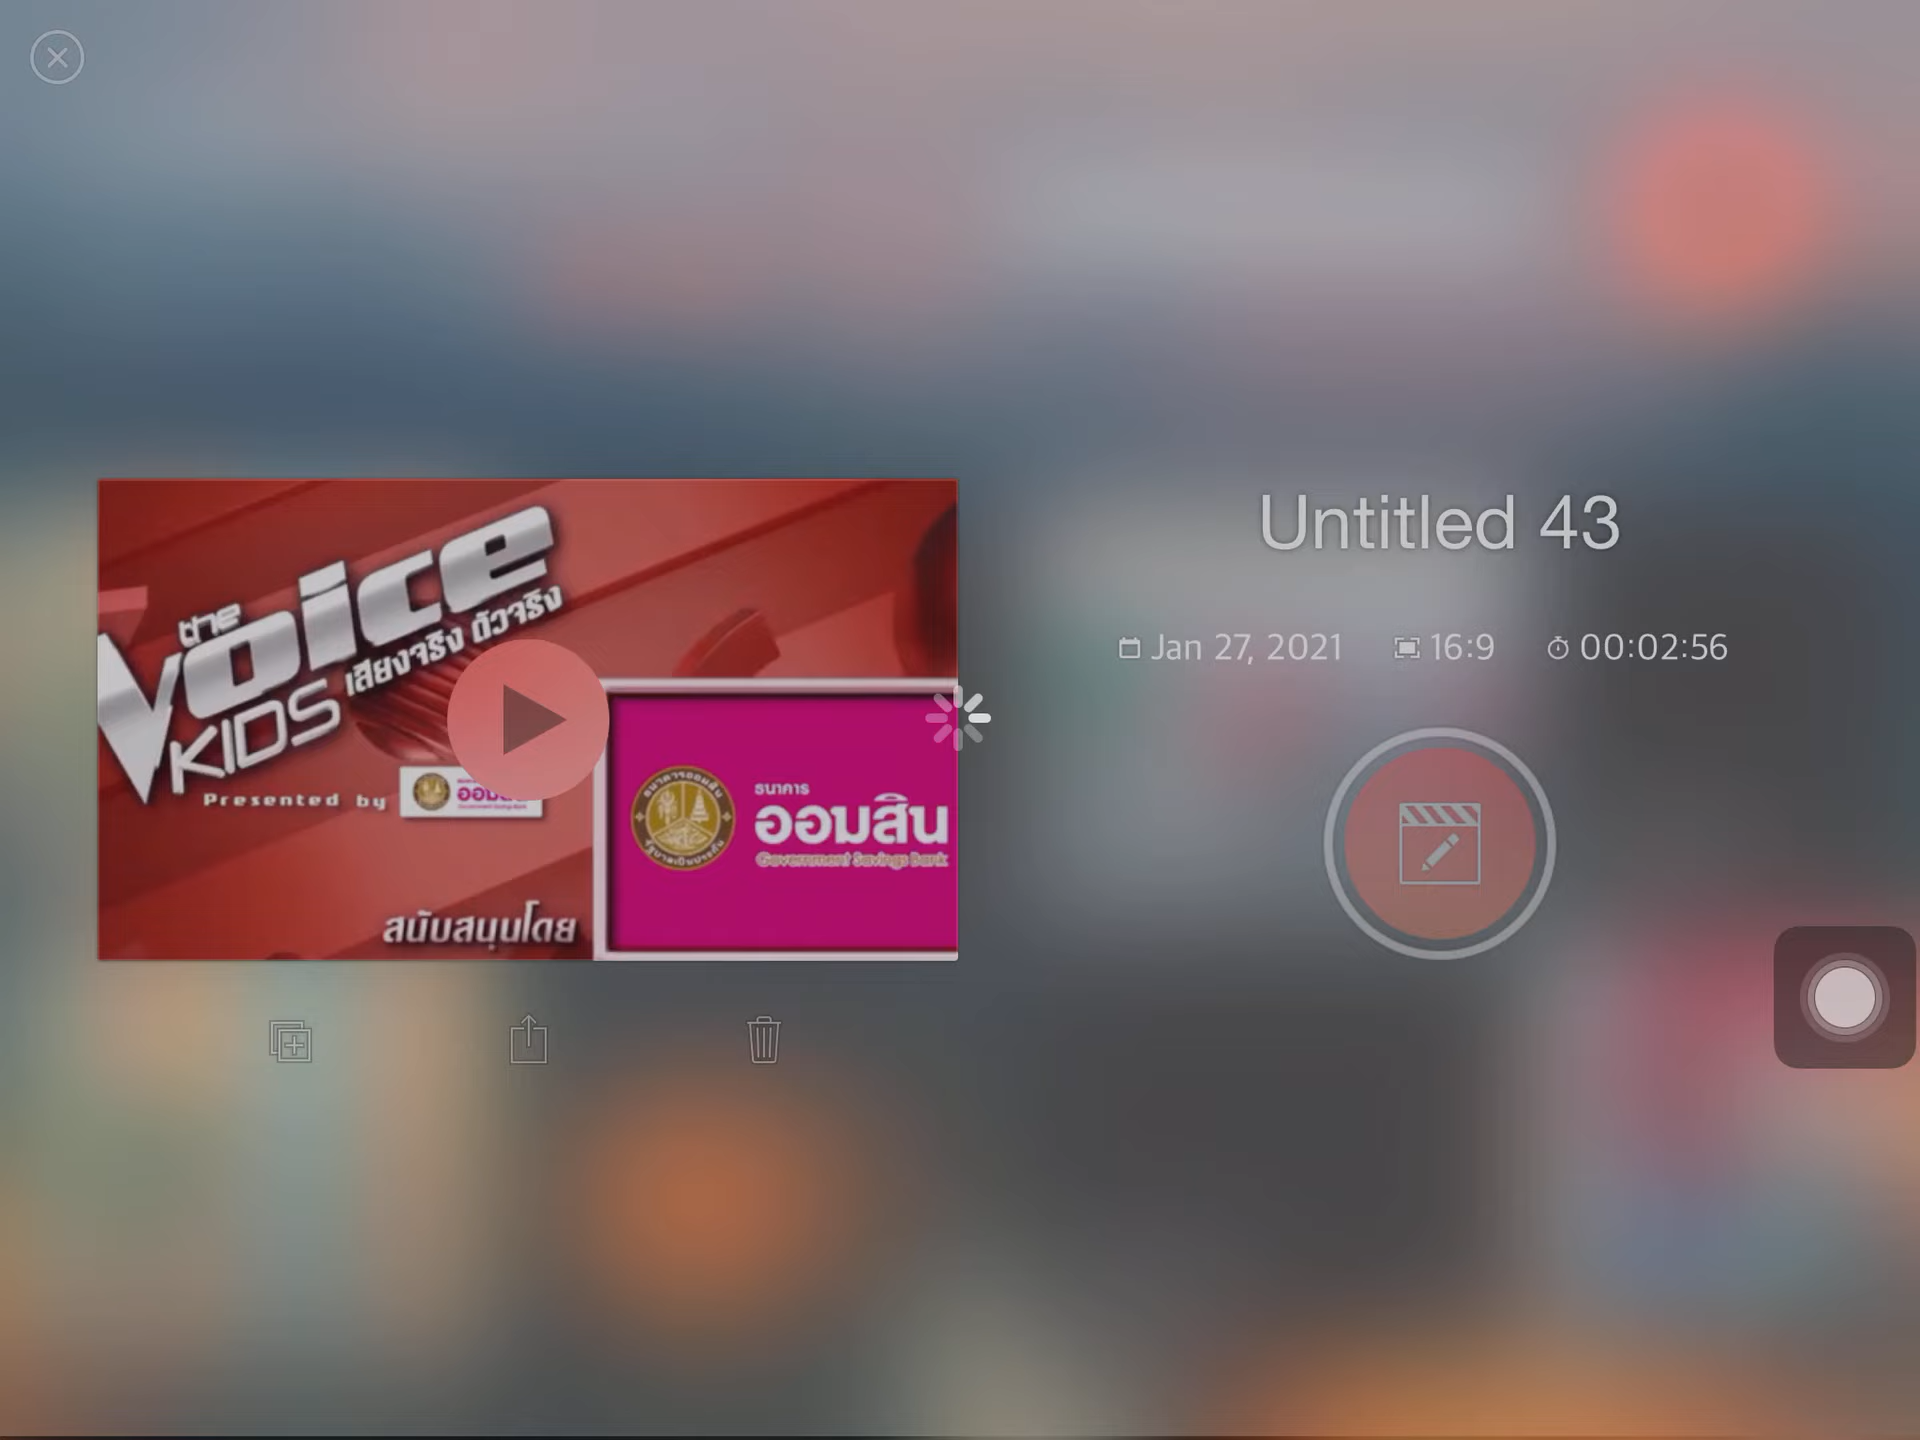 Untitled 43
Jan 27, 2021
16:9
00:02:56
the
Voice
KIDS
เสียงจริง ตัวจริง
Presented by
ธนาคาร
ออมสิน
Government Savings Bank
สนับสนุนโดย